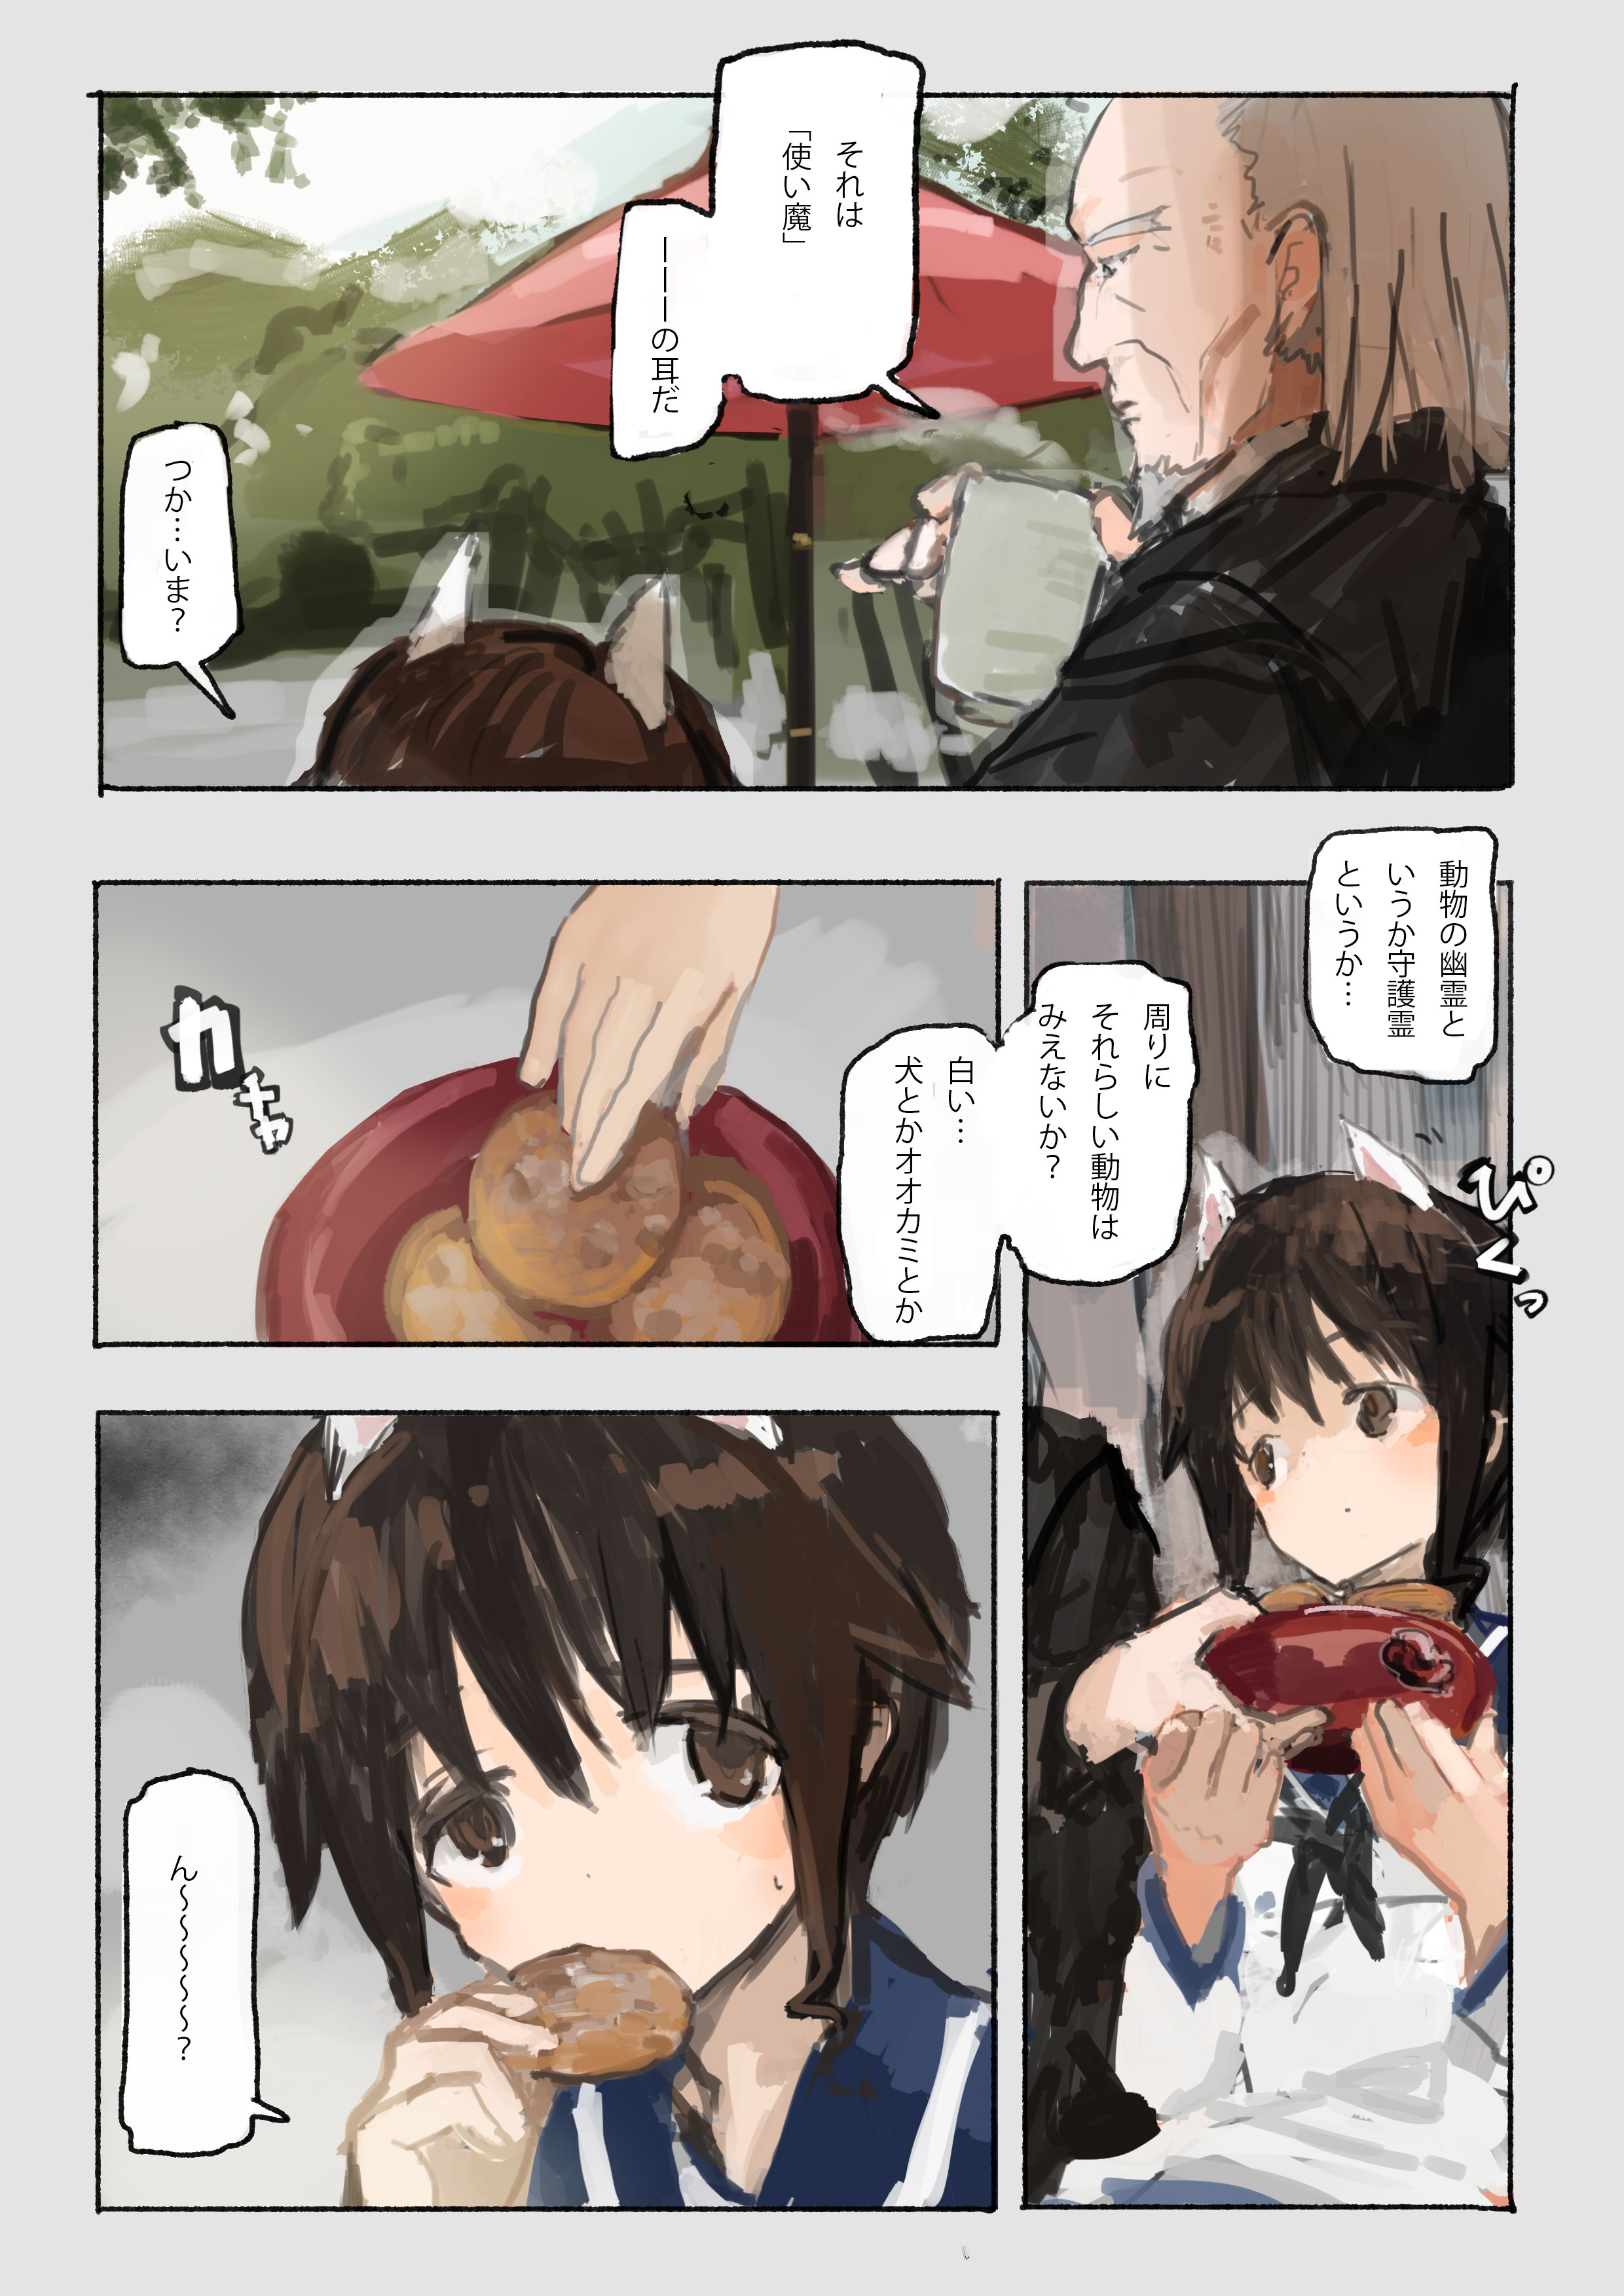 それは
「使い魔」
ーーーの耳だ
つか…いま?
動物の幽霊と
いうか守護霊
というか…
ぴくっ
周りに
それらしい動物は
みえないか?
白い…
犬とかオオカミとか
カチャ
ん～～～～～～?